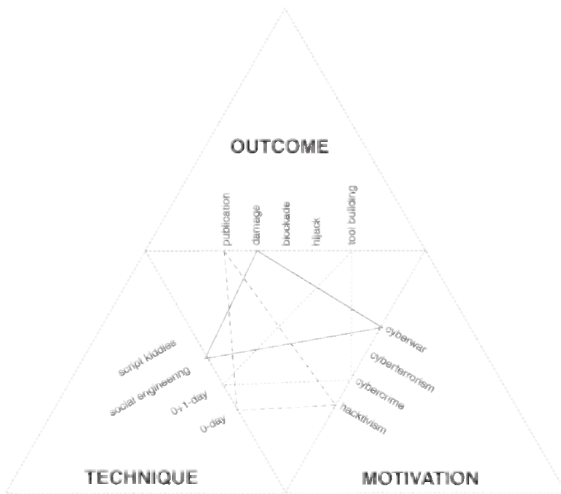 OUTCOME
publication
damage
blockade
hijack
tool building
script kiddies
social engineering
0+1-day
0-day
cyberwar
cyberterrorism
cybercrime
hacktivism
TECHNIQUE
MOTIVATION